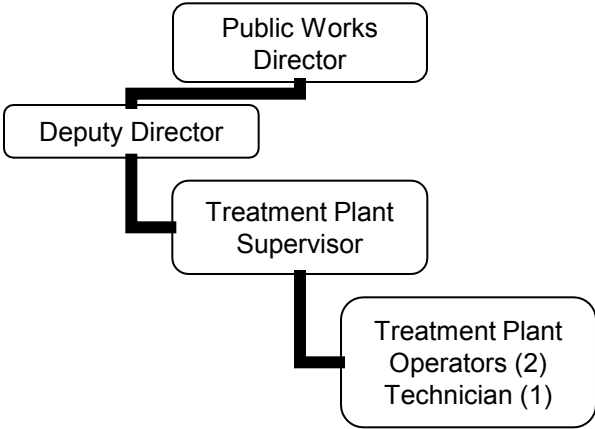 Public Works
Director
Deputy Director
Treatment Plant
Supervisor
Treatment Plant
Operators (2)
Technician (1)